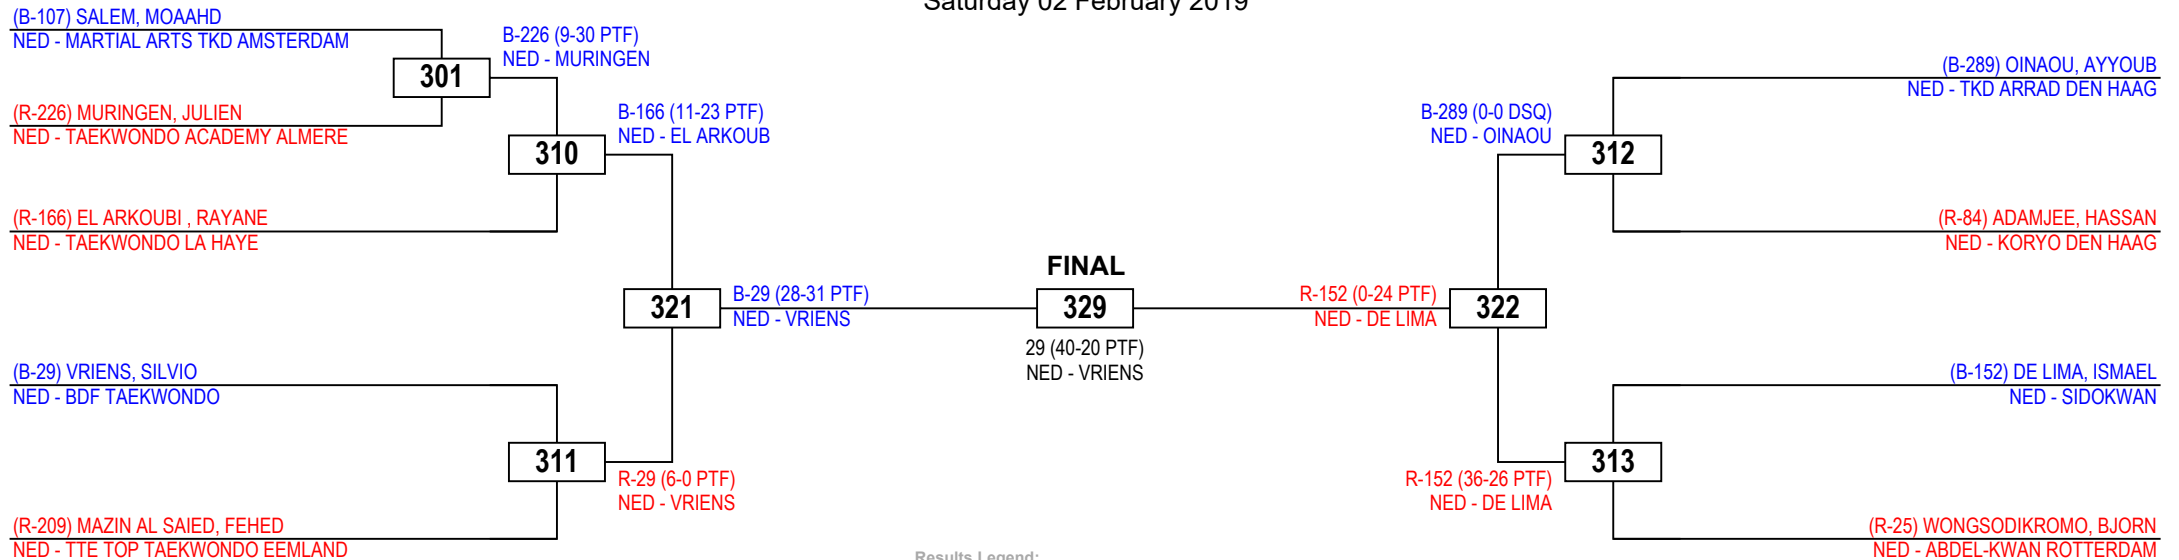 Saturday 02 February 2019
(B-107) SALEM, MOAAHD
NED - MARTIAL ARTS TKD AMSTERDAM
301
(R-226) MURINGEN, JULIEN
NED - TAEKWONDO ACADEMY ALMERE
B-226 (9-30 PTF)
NED - MURINGEN
310
(R-166) EL ARKOUBI , RAYANE
NED - TAEKWONDO LA HAYE
B-166 (11-23 PTF)
NED - EL ARKOUB
321
(B-29) VRIENS, SILVIO
NED - BDF TAEKWONDO
311
(R-209) MAZIN AL SAIED, FEHED
NED - TTE TOP TAEKWONDO EEMLAND
R-29 (6-0 PTF)
NED - VRIENS
B-29 (28-31 PTF)
NED - VRIENS
FINAL
329
29 (40-20 PTF)
NED - VRIENS
R-152 (0-24 PTF)
NED - DE LIMA
322
B-289 (0-0 DSQ)
NED - OINAOU
312
(B-289) OINAOU, AYYOUB
NED - TKD ARRAD DEN HAAG
(R-84) ADAMJEE, HASSAN
NED - KORYO DEN HAAG
(B-152) DE LIMA, ISMAEL
NED - SIDOKWAN
313
R-152 (36-26 PTF)
NED - DE LIMA
(R-25) WONGSODIKROMO, BJORN
NED - ABDEL-KWAN ROTTERDAM
Results Legend: